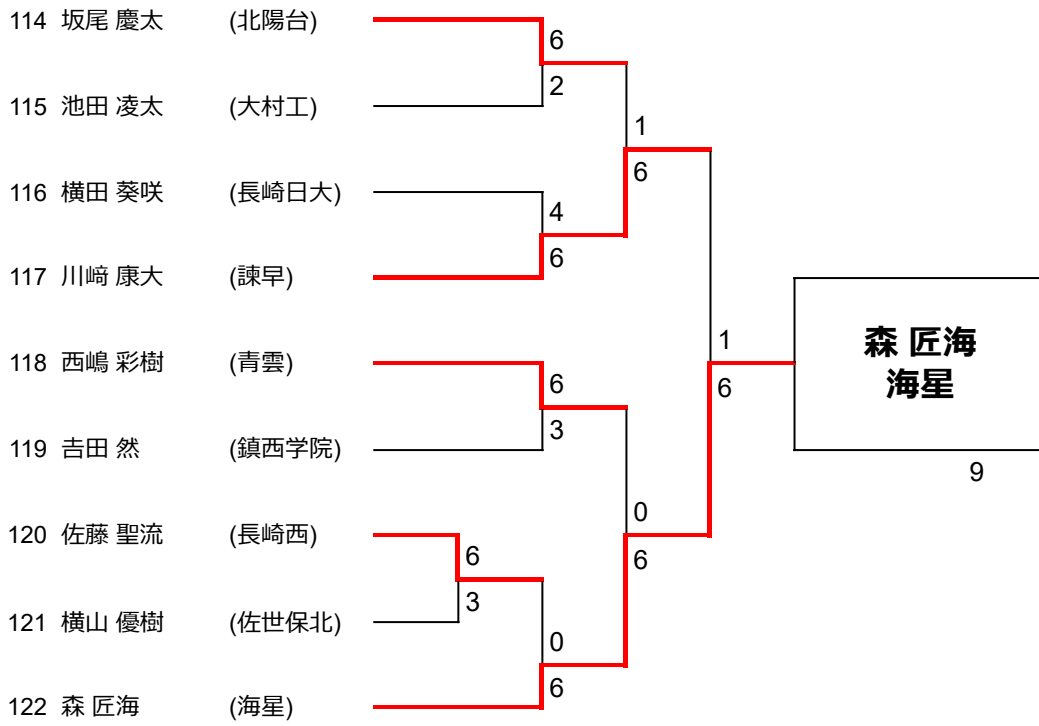 114 坂尾 慶太 (北陽台)
6
2
115 池田 凌太 (大村工)
1
6
116 横田 葵咲 (長崎日大)
4
6
117 川﨑 康大 (諫早)
森 匠海
海星
118 西嶋 彩樹 (青雲)
1
6
6
3
119 𠮷田 然 (鎮西学院)
9
120 佐藤 聖流 (長崎西)
0
6
6
3
121 横山 優樹 (佐世保北)
0
6
122 森 匠海 (海星)